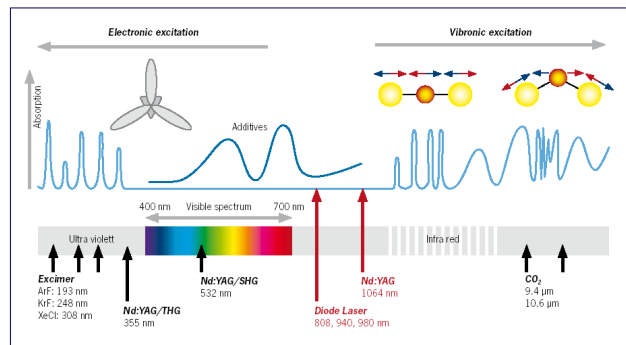 Electronic excitation
Vibronic excitation
Absorption
Additives
400 nm
Visible spectrum
700 nm
Ultra violett
Infra red
Excimer
ArF: 193 nm
KrF: 248 nm
XeCl: 308 nm
Nd:YAG/THG
355 nm
Nd:YAG/SHG
532 nm
Diode Laser
808, 940, 980 nm
Nd:YAG
1064 nm
CO₂
9.4 µm
10.6 µm